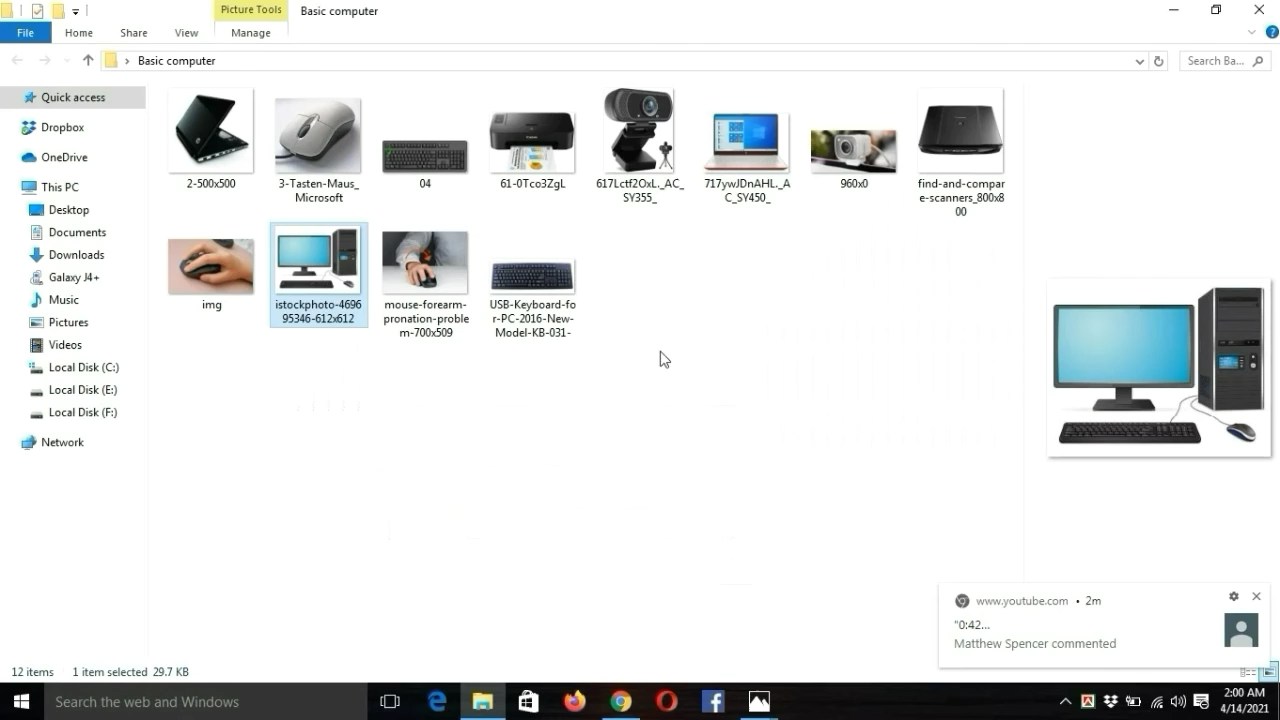 Picture Tools
Basic computer
File
Home
Share
View
Manage
Basic computer
Search Ba...
Quick access
Dropbox
OneDrive
This PC
Desktop
Documents
Downloads
Galaxy J4+
Music
Pictures
Videos
Local Disk (C:)
Local Disk (E:)
Local Disk (F:)
Network
2-500x500
3-Tasten-Maus_
Microsoft
04
61-0Tco3ZgL
617Lctf2OxL._AC_
SY355_
717ywJDnAHL._A
C_SY450_
960x0
find-and-compar
e-scanners_800x8
00
img
istockphoto-4696
95346-612x612
mouse-forearm-
pronation-proble
m-700x509
USB-Keyboard-fo
r-PC-2016-New-
Model-KB-031-
www.youtube.com • 2m
"0:42...
Matthew Spencer commented
12 items
1 item selected 29.7 KB
Search the web and Windows
2:00 AM
4/14/2021